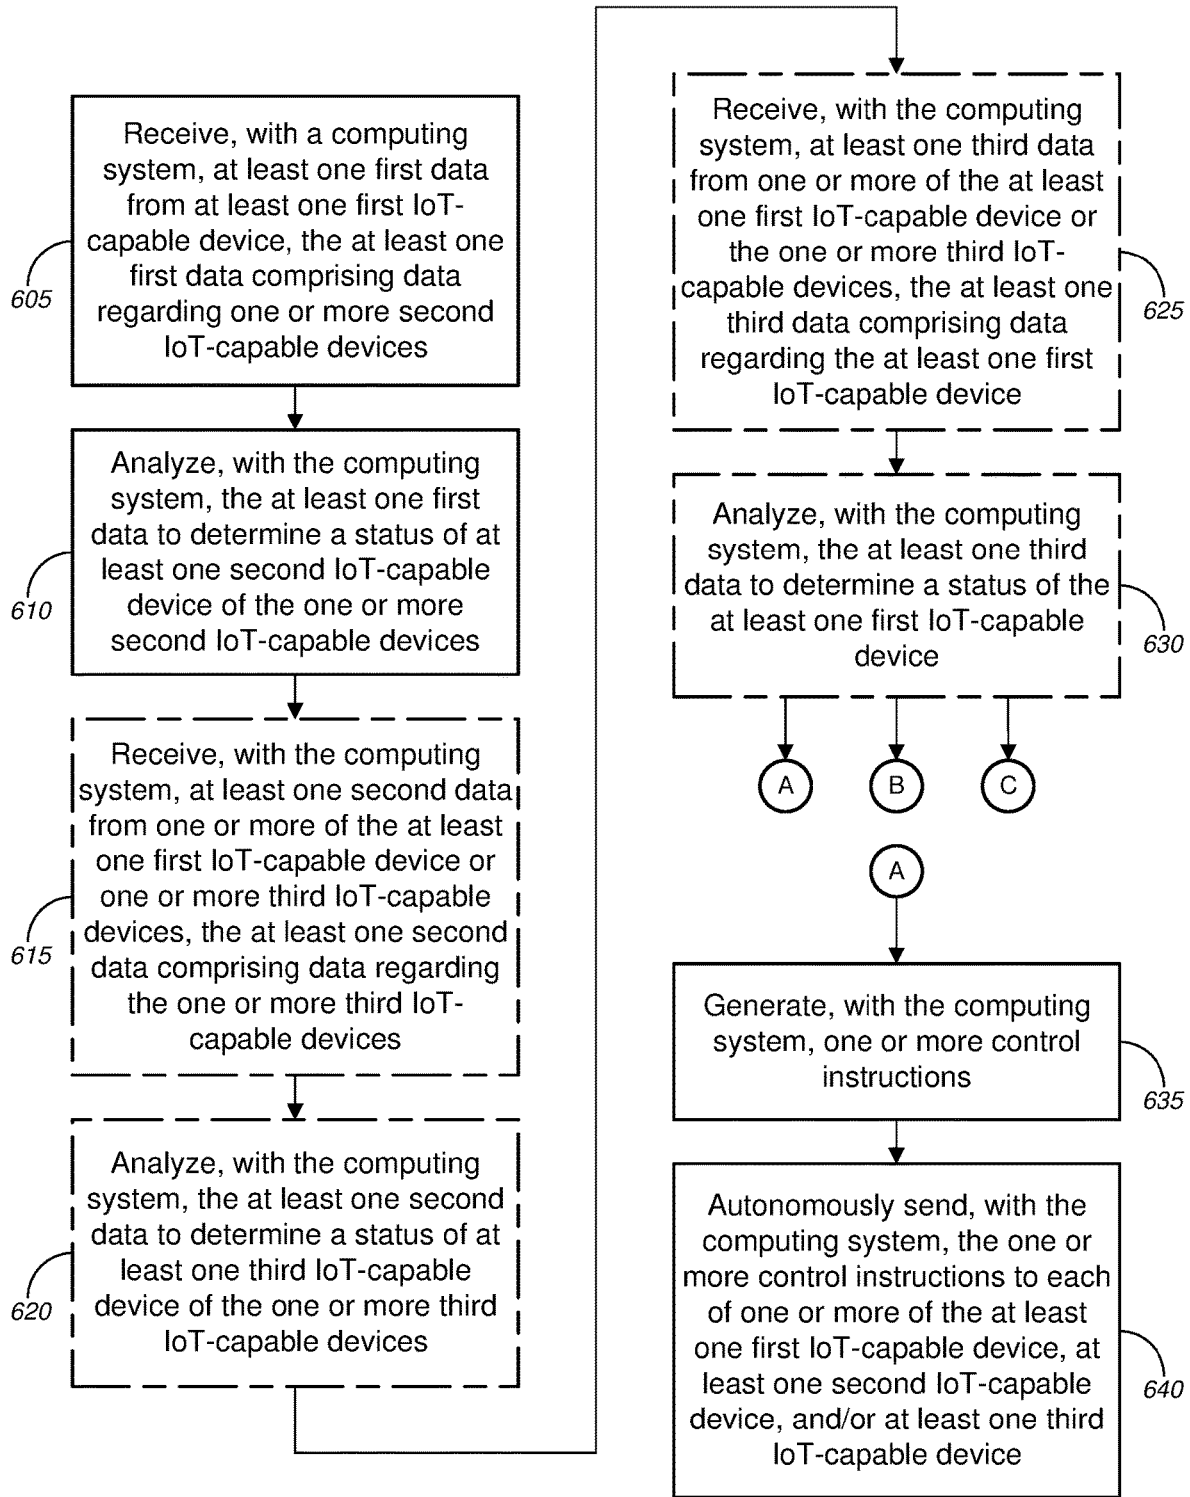 Receive, with a computing
system, at least one first data
from at least one first IoT-
capable device, the at least one
first data comprising data
regarding one or more second
IoT-capable devices
605
Analyze, with the computing
system, the at least one first
data to determine a status of at
least one second IoT-capable
device of the one or more
second IoT-capable devices
610
Receive, with the computing
system, at least one second data
from one or more of the at least
one first IoT-capable device or
one or more third IoT-capable
devices, the at least one second
data comprising data regarding
the one or more third IoT-
capable devices
615
Analyze, with the computing
system, the at least one second
data to determine a status of at
least one third IoT-capable
device of the one or more third
IoT-capable devices
620
Receive, with the computing
system, at least one third data
from one or more of the at least
one first IoT-capable device or
the one or more third IoT-
capable devices, the at least one
third data comprising data
regarding the at least one first
IoT-capable device
625
Analyze, with the computing
system, the at least one third
data to determine a status of the
at least one first IoT-capable
device
630
A B C
A
Generate, with the computing
system, one or more control
instructions
635
Autonomously send, with the
computing system, the one or
more control instructions to each
of one or more of the at least
one first IoT-capable device, at
least one second IoT-capable
device, and/or at least one third
IoT-capable device
640